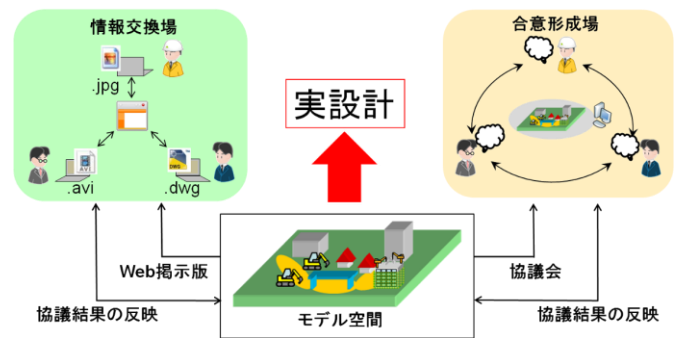 情報交換場
.jpg
.avi
.dwg
実設計
合意形成場
Web掲示版
協議会
協議結果の反映
モデル空間
協議結果の反映